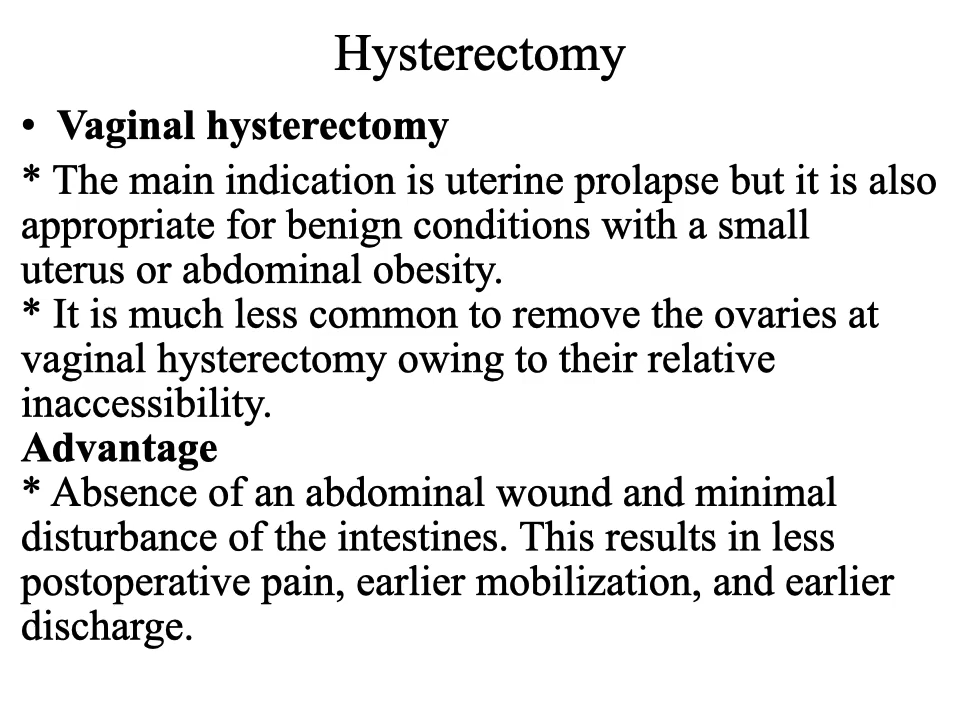 Hysterectomy
• Vaginal hysterectomy
* The main indication is uterine prolapse but it is also
appropriate for benign conditions with a small
uterus or abdominal obesity.
* It is much less common to remove the ovaries at
vaginal hysterectomy owing to their relative
inaccessibility.
Advantage
* Absence of an abdominal wound and minimal
disturbance of the intestines. This results in less
postoperative pain, earlier mobilization, and earlier
discharge.